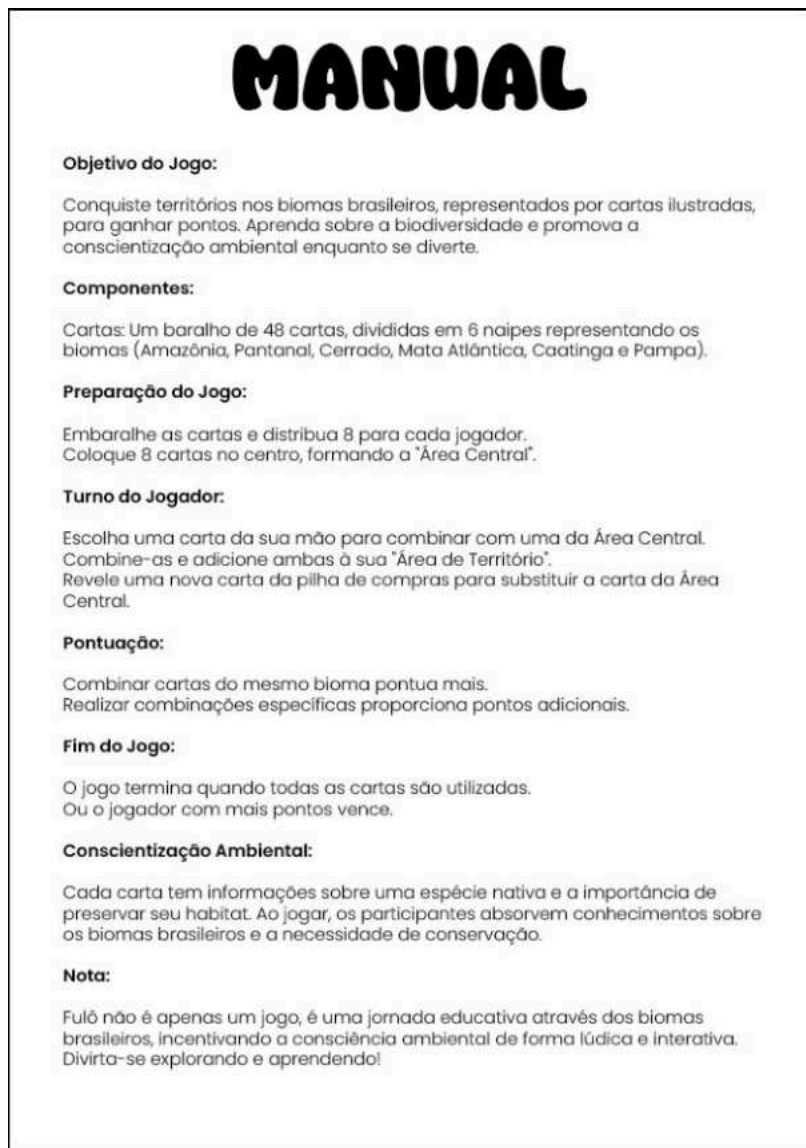 MANUAL
Objetivo do Jogo:
Conquiste territórios nos biomas brasileiros, representados por cartas ilustradas,
para ganhar pontos. Aprenda sobre a biodiversidade e promova a
conscientização ambiental enquanto se diverte.
Componentes:
Cartas: Um baralho de 48 cartas, divididas em 6 naipes representando os
biomas (Amazônia, Pantanal, Cerrado, Mata Atlântica, Caatinga e Pampa).
Preparação do Jogo:
Embaralhe as cartas e distribua 8 para cada jogador.
Coloque 8 cartas no centro, formando a "Área Central".
Turno do Jogador:
Escolha uma carta da sua mão para combinar com uma da Área Central.
Combine-as e adicione ambas à sua "Área de Território".
Revele uma nova carta da pilha de compras para substituir a carta da Área
Central.
Pontuação:
Combinar cartas do mesmo bioma pontua mais.
Realizar combinações específicas proporciona pontos adicionais.
Fim do Jogo:
O jogo termina quando todas as cartas são utilizadas.
Ou o jogador com mais pontos vence.
Conscientização Ambiental:
Cada carta tem informações sobre uma espécie nativa e a importância de
preservar seu habitat. Ao jogar, os participantes absorvem conhecimentos sobre
os biomas brasileiros e a necessidade de conservação.
Nota:
Fulô não é apenas um jogo, é uma jornada educativa através dos biomas
brasileiros, incentivando a consciência ambiental de forma lúdica e interativa.
Divirta-se explorando e aprendendo!